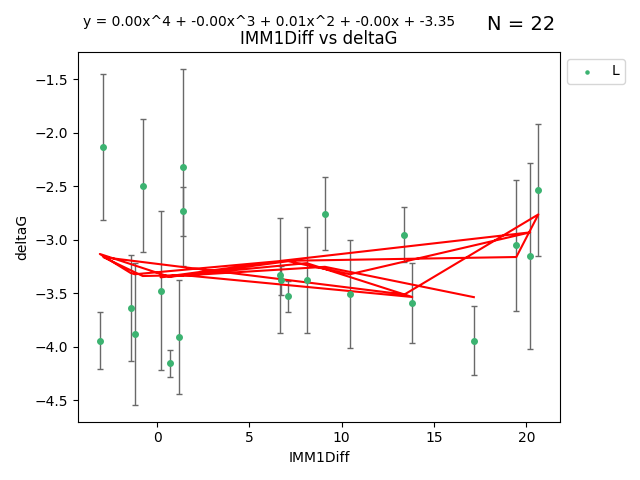 y = 0.00x^4 + -0.00x^3 + 0.01x^2 + -0.00x + -3.35
N = 22
IMM1Diff vs deltaG
L
−1.5
−2.0
−2.5
−3.0
−3.5
−4.0
−4.5
deltaG
0 5 10 15 20
IMM1Diff